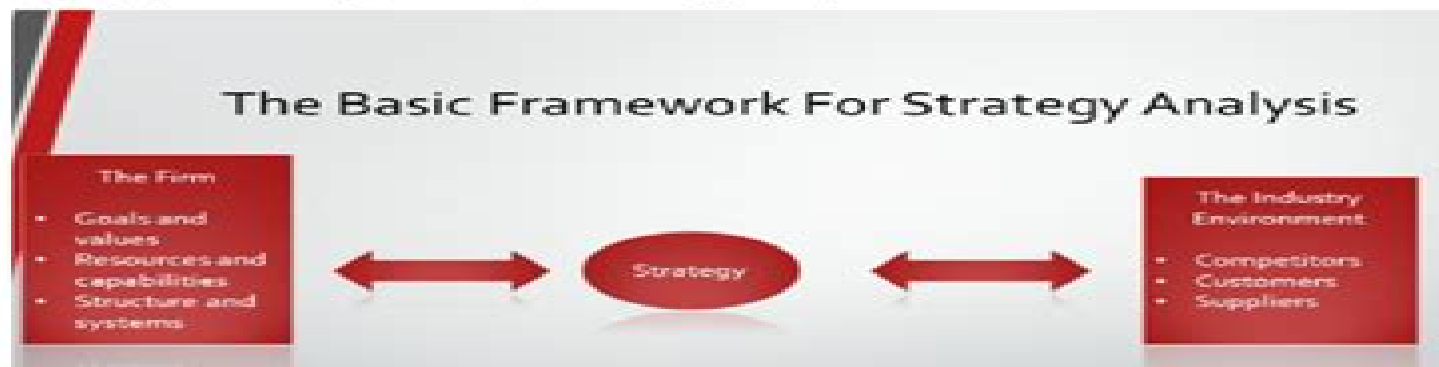 The Basic Framework For Strategy Analysis
The Firm
• Goals and
values
• Resources and
capabilities
• Structure and
systems
Strategy
The Industry
Environment
• Competitors
• Customers
• Suppliers